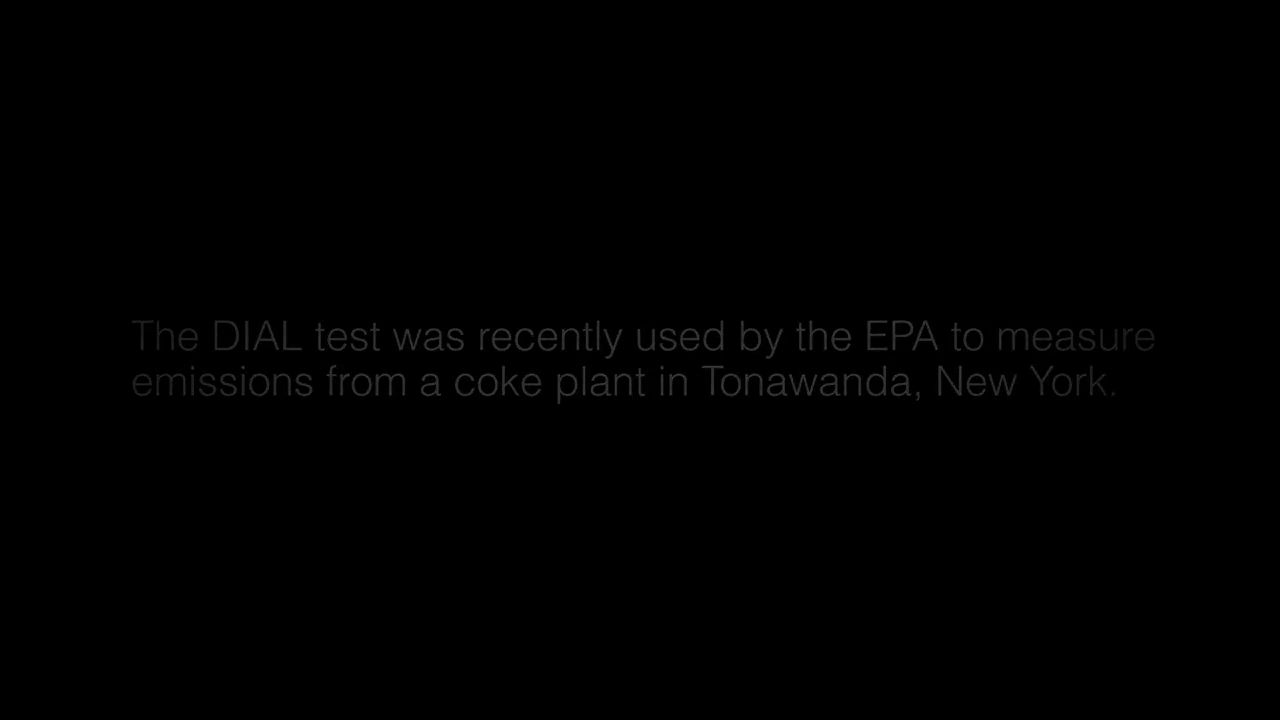 The DIAL test was recently used by the EPA to measure
emissions from a coke plant in Tonawanda, New York.